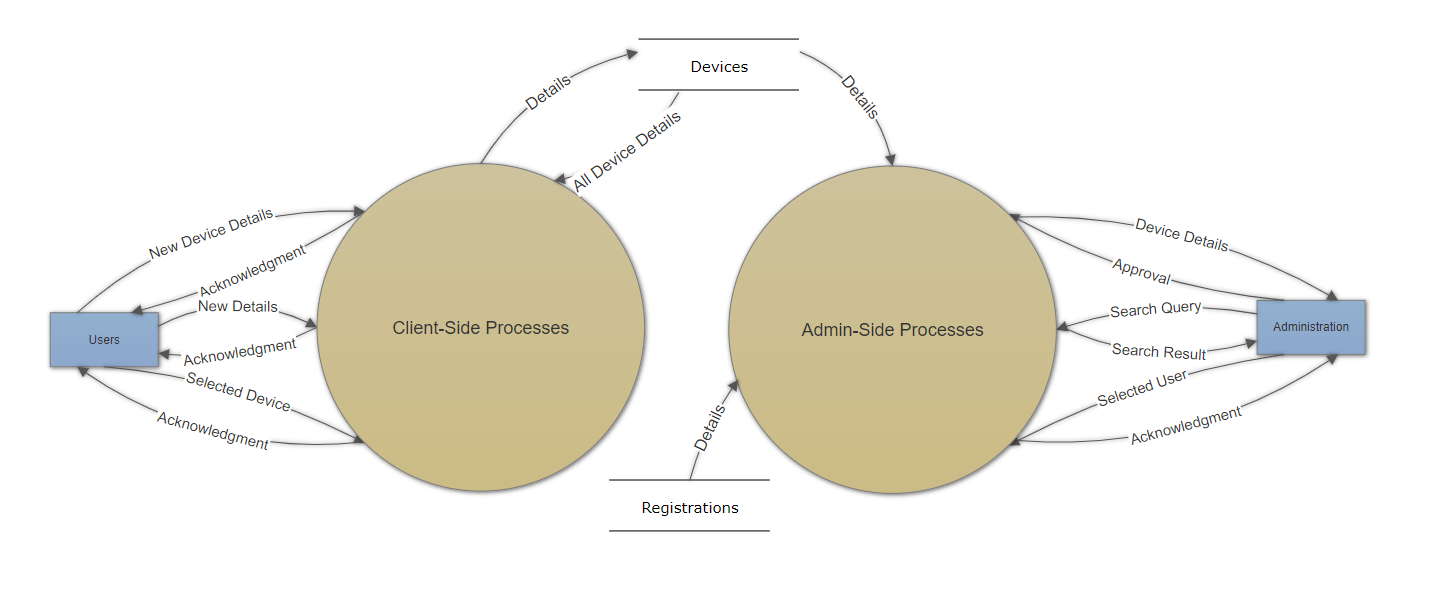 Devices
Details
Details
All Device Details
New Device Details
Acknowledgment
New Details
Users
Acknowledgment
Selected Device
Acknowledgment
Client-Side Processes
Admin-Side Processes
Device Details
Approval
Search Query
Administration
Search Result
Selected User
Acknowledgment
Details
Registrations